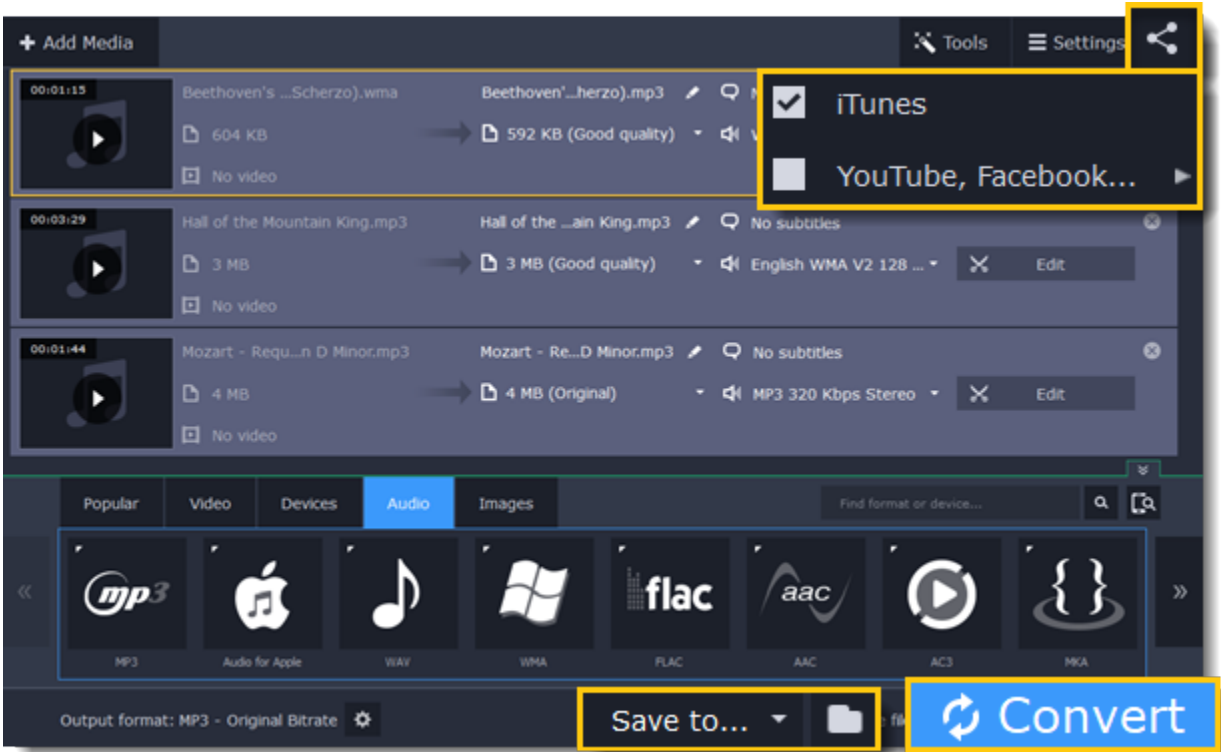 Add Media
Tools
Settings
00:01:15
Beethoven's ...Scherzo).wma
Beethoven'...herzo).mp3
iTunes
604 KB
592 KB (Good quality)
No video
YouTube, Facebook...
00:03:29
Hall of the Mountain King.mp3
Hall of the ...ain King.mp3
No subtitles
3 MB
3 MB (Good quality)
English WMA V2 128 ...
Edit
No video
00:01:44
Mozart - Requ...n D Minor.mp3
Mozart - Re...D Minor.mp3
No subtitles
4 MB
4 MB (Original)
MP3 320 Kbps Stereo
Edit
No video
Popular
Video
Devices
Audio
Images
Find format or device...
mp3
flac
aac
MP3
Audio for Apple
WAV
WMA
FLAC
AAC
AC3
MKA
Output format: MP3 - Original Bitrate
Save to...
Convert